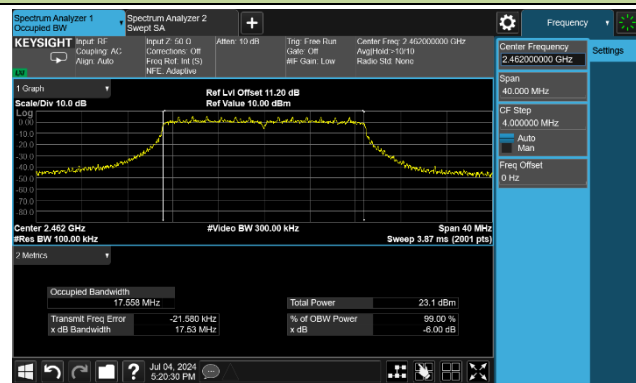 Spectrum Analyzer 1
Occupied BW
Spectrum Analyzer 2
Swept SA
+
Frequency
KEYSIGHT
Input: RF
Coupling: AC
Align: Auto
Input Z: 50 Ω
Corrections: Off
Freq Ref: Int (S)
NFE: Adaptive
Atten: 10 dB
Trig: Free Run
Gate: Off
#IF Gain: Low
Center Freq: 2.462000000 GHz
Avg|Hold:>10/10
Radio Std: None
Center Frequency
2.462000000 GHz
Settings
Span
40.000 MHz
CF Step
4.000000 MHz
Auto
Man
Freq Offset
0 Hz
1 Graph
Scale/Div 10.0 dB
Ref Lvl Offset 11.20 dB
Ref Value 10.00 dBm
Log
0.00
-10.0
-20.0
-30.0
-40.0
-50.0
-60.0
-70.0
-80.0
Center 2.462 GHz
#Res BW 100.00 kHz
#Video BW 300.00 kHz
Span 40 MHz
Sweep 3.87 ms (2001 pts)
2 Metrics
Occupied Bandwidth
17.558 MHz
Total Power 23.1 dBm
Transmit Freq Error -21.580 kHz
% of OBW Power 99.00 %
x dB Bandwidth 17.53 MHz
x dB -6.00 dB
?
Jul 04, 2024
5:20:30 PM